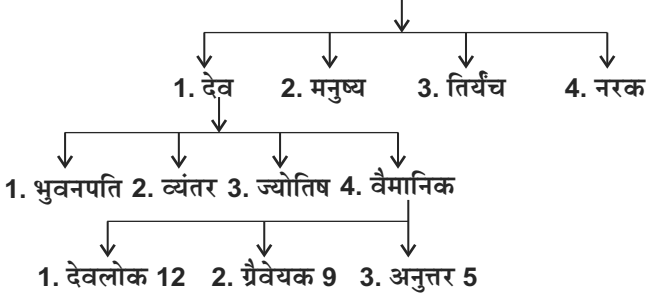 1. देव 2. मनुष्य 3. तिर्यंच 4. नरक
1. भुवनपति 2. व्यंतर 3. ज्योतिष 4. वैमानिक
1. देवलोक 12 2. ग्रैवेयक 9 3. अनुत्तर 5